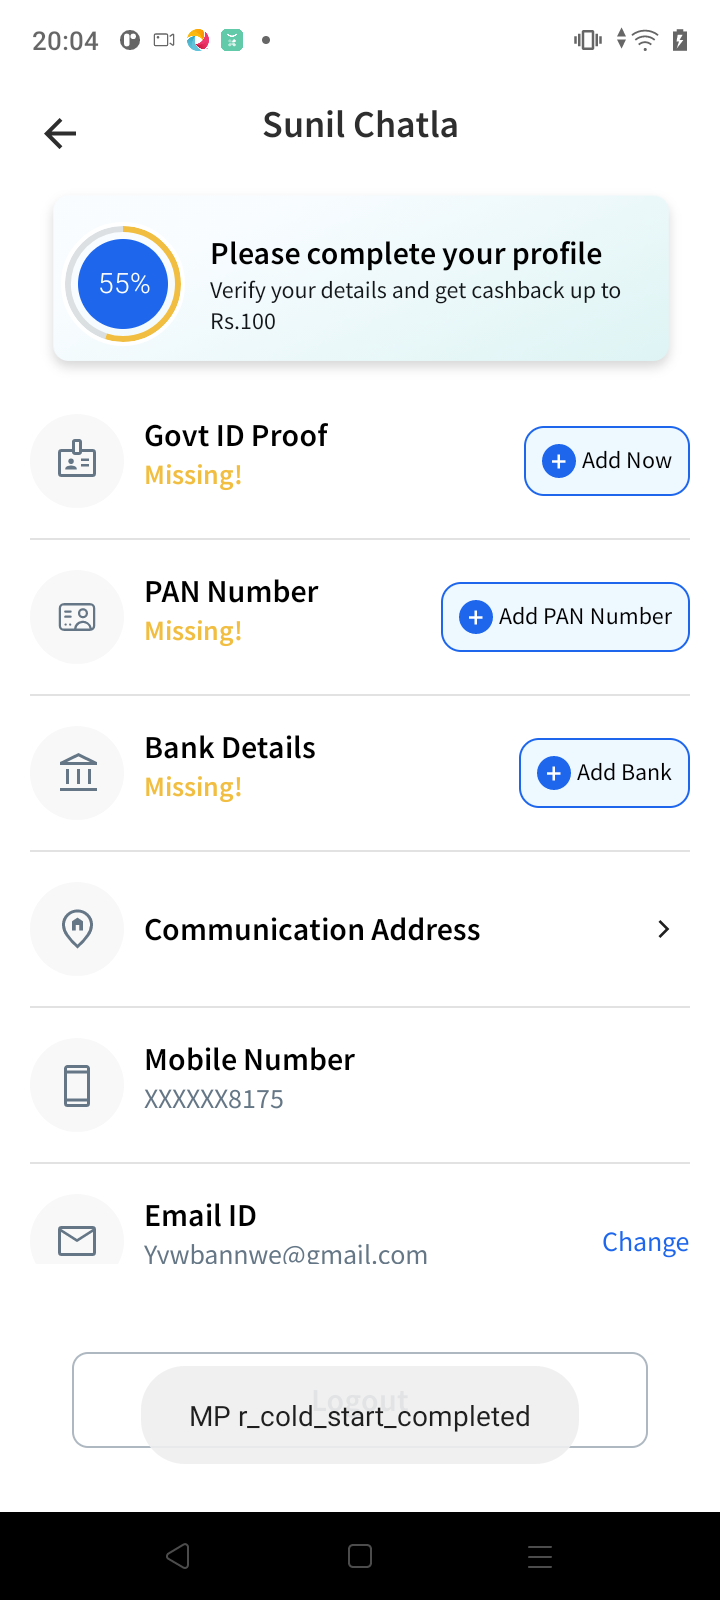 20:04
Sunil Chatla
55%
Please complete your profile
Verify your details and get cashback up to
Rs.100
Govt ID Proof
Missing!
Add Now
PAN Number
Missing!
Add PAN Number
Bank Details
Missing!
Add Bank
Communication Address
Mobile Number
XXXXXX8175
Email ID
Yvwbannwe@gmail.com
Change
Logout
MP r_cold_start_completed